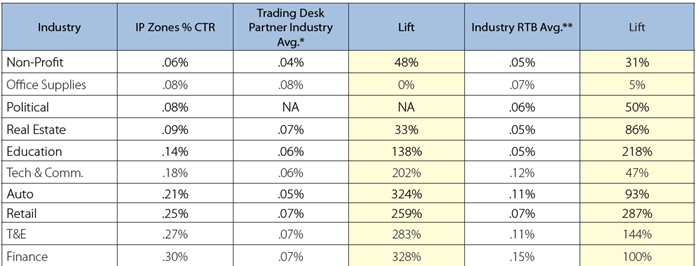 Industry IP Zones % CTR Trading Desk Partner Industry Avg.* Lift Industry RTB Avg.** Lift
Non-Profit .06% .04% 48% .05% 31%
Office Supplies .08% .08% 0% .07% 5%
Political .08% NA NA .06% 50%
Real Estate .09% .07% 33% .05% 86%
Education .14% .06% 138% .05% 218%
Tech & Comm. .18% .06% 202% .12% 47%
Auto .21% .05% 324% .11% 93%
Retail .25% .07% 259% .07% 287%
T&E .27% .07% 283% .11% 144%
Finance .30% .07% 328% .15% 100%